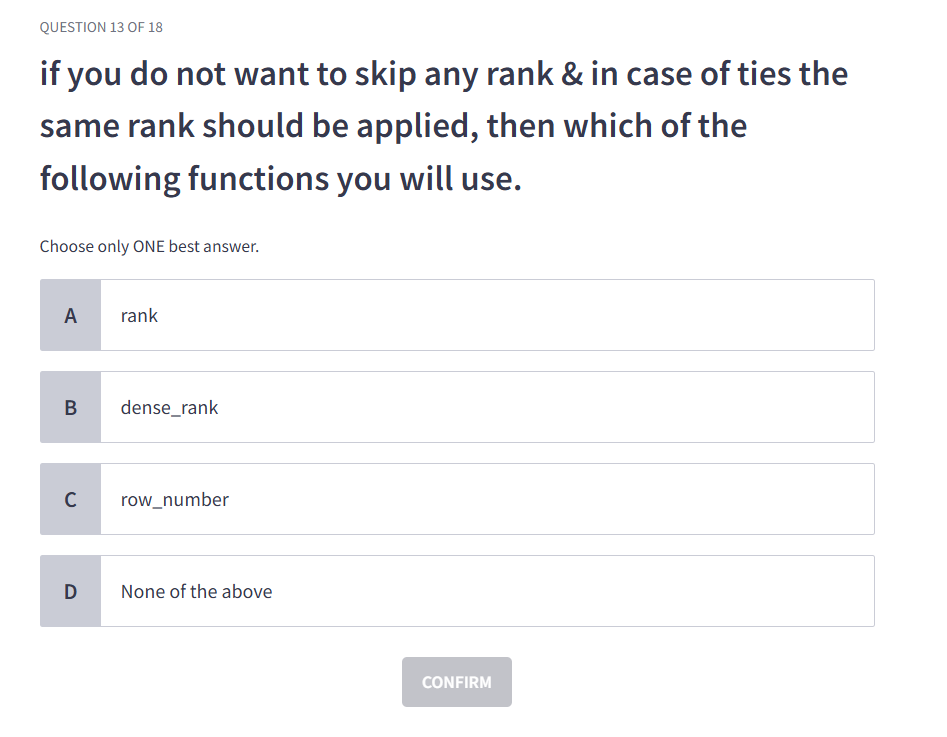 QUESTION 13 OF 18
if you do not want to skip any rank & in case of ties the
same rank should be applied, then which of the
following functions you will use.
Choose only ONE best answer.
A rank
B dense_rank
C row_number
D None of the above
CONFIRM